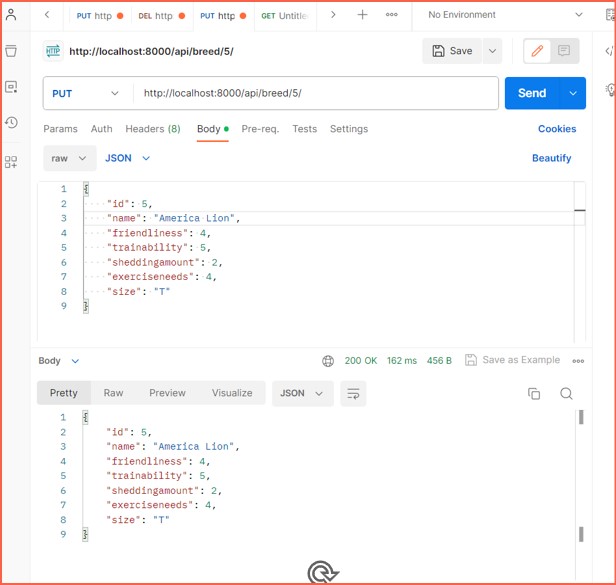 PUT http DEL http PUT http GET Untitle No Environment
http://localhost:8000/api/breed/5/ Save
PUT http://localhost:8000/api/breed/5/ Send
Params Auth Headers (8) Body Pre-req. Tests Settings Cookies
raw JSON Beautify
1 {
2 "id": 5,
3 "name": "America Lion",
4 "friendliness": 4,
5 "trainability": 5,
6 "sheddingamount": 2,
7 "exerciseneeds": 4,
8 "size": "T"
9 }
Body 200 OK 162 ms 456 B Save as Example
Pretty Raw Preview Visualize JSON
1 {
2 "id": 5,
3 "name": "America Lion",
4 "friendliness": 4,
5 "trainability": 5,
6 "sheddingamount": 2,
7 "exerciseneeds": 4,
8 "size": "T"
9 }